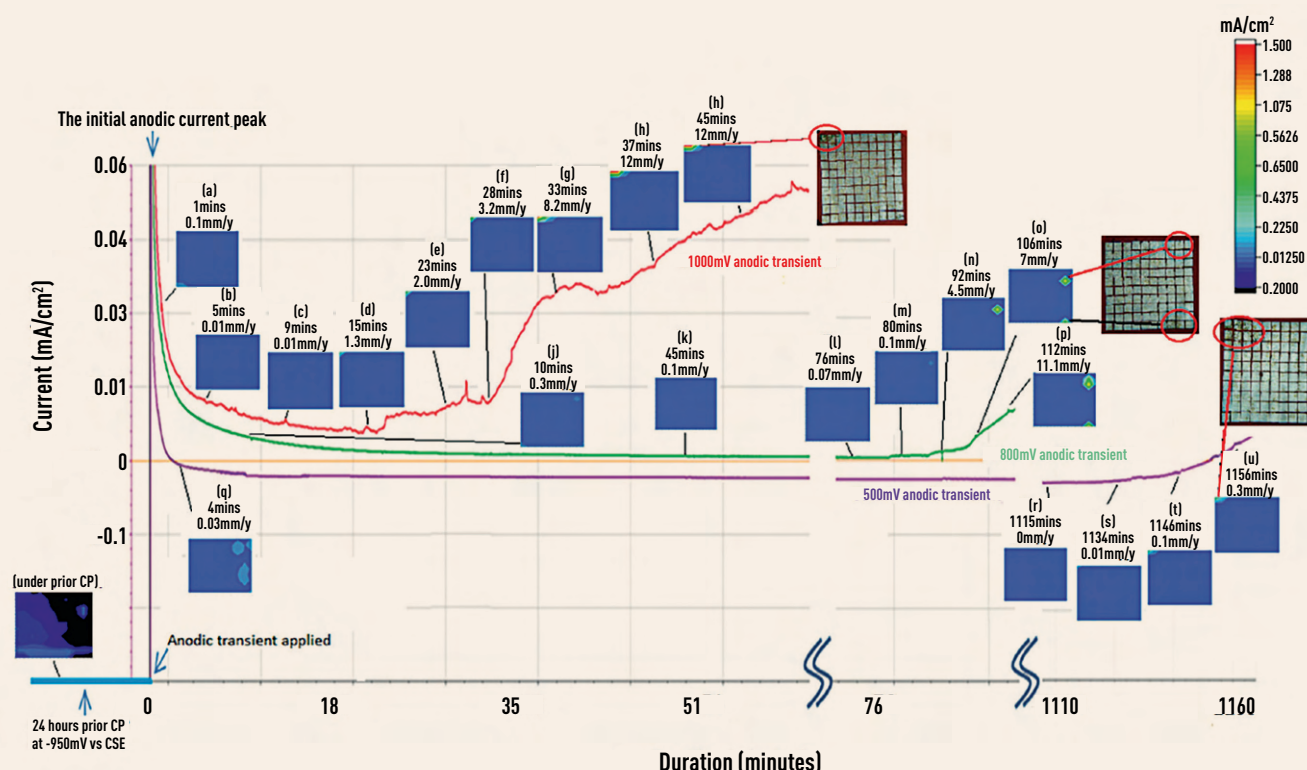 mA/cm²
1.500
1.288
1.075
0.5626
0.6500
0.4375
0.2250
0.01250
0.2000
The initial anodic current peak
0.06
0.04
0.03
0.01
0
-0.1
Current (mA/cm²)
(a)
1mins
0.1mm/y
(b)
5mins
0.01mm/y
(c)
9mins
0.01mm/y
(d)
15mins
1.3mm/y
(e)
23mins
2.0mm/y
(f)
28mins
3.2mm/y
(g)
33mins
8.2mm/y
(h)
37mins
12mm/y
(h)
45mins
12mm/y
1000mV anodic transient
(j)
10mins
0.3mm/y
(k)
45mins
0.1mm/y
(l)
76mins
0.07mm/y
(m)
80mins
0.1mm/y
(n)
92mins
4.5mm/y
(o)
106mins
7mm/y
(p)
112mins
11.1mm/y
800mV anodic transient
500mV anodic transient
(q)
4mins
0.03mm/y
(r)
1115mins
0mm/y
(s)
1134mins
0.01mm/y
(t)
1146mins
0.1mm/y
(u)
1156mins
0.3mm/y
(under prior CP)
Anodic transient applied
24 hours prior CP
at -950mV vs CSE
0
18
35
51
76
1110
1160
Duration (minutes)